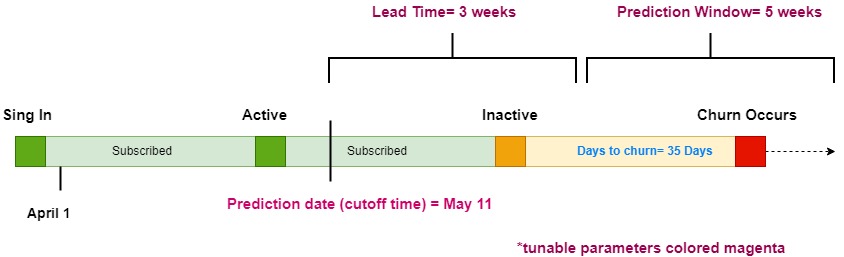 Lead Time= 3 weeks
Prediction Window= 5 weeks
Sing In
Active
Inactive
Churn Occurs
Subscribed
Subscribed
Days to churn= 35 Days
April 1
Prediction date (cutoff time) = May 11
*tunable parameters colored magenta